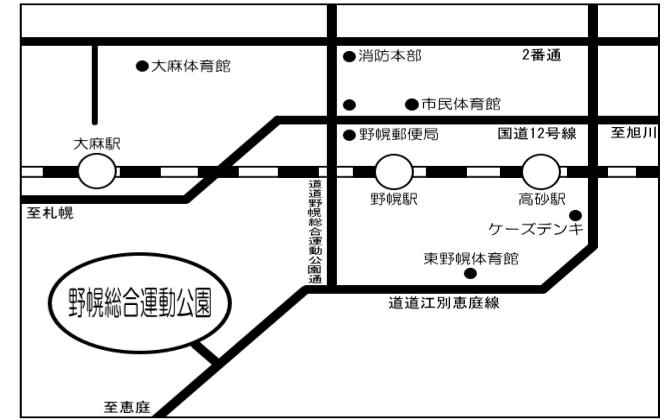 消防本部
2番通
大麻体育館
市民体育館
大麻駅
野幌郵便局
国道12号線
至旭川
野幌駅
高砂駅
至札幌
道道野幌総合運動公園通
ケーズデンキ
東野幌体育館
野幌総合運動公園
道道江別恵庭線
至恵庭